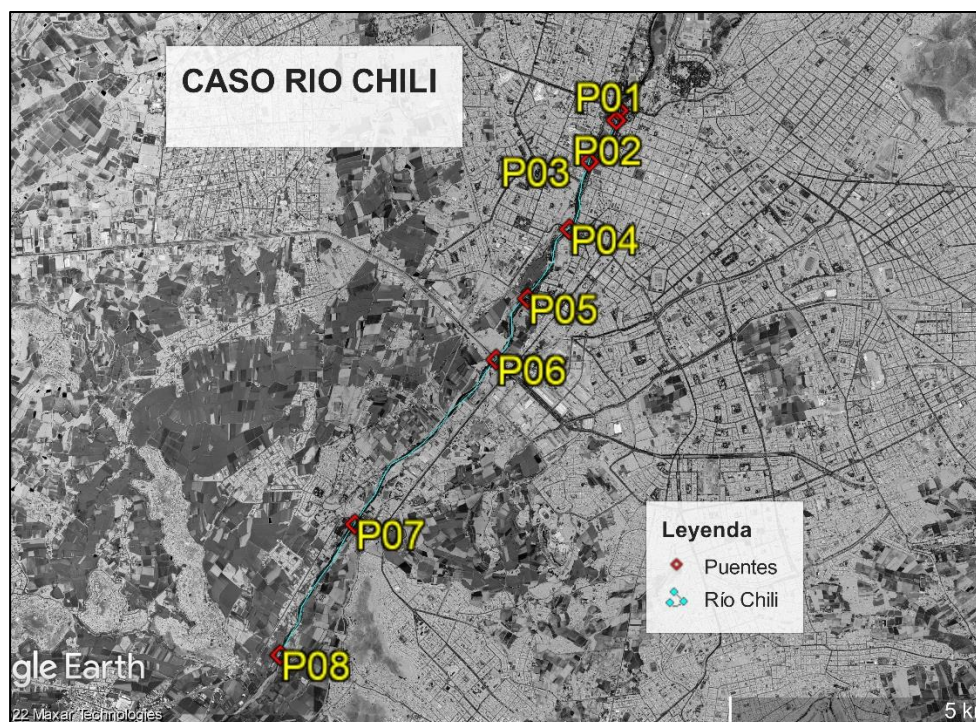 CASO RIO CHILI
P01
P02
P03
P04
P05
P06
P07
P08
Leyenda
Puentes
Río Chili
gle Earth
22 Maxar Technologies
5 k